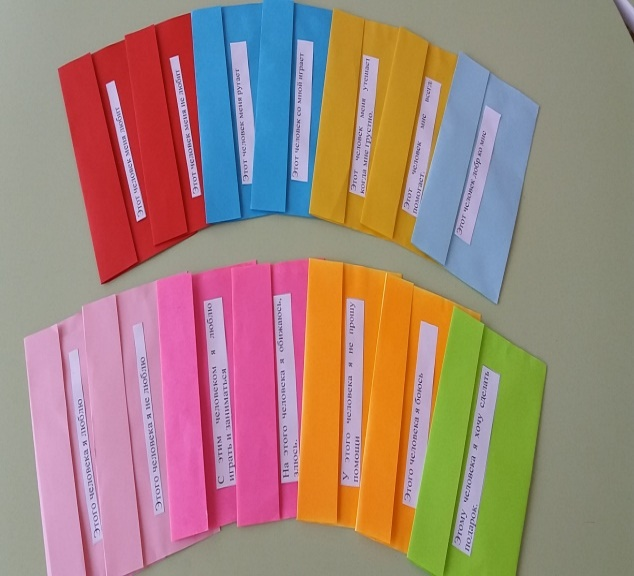 Этот человек меня любит
Этот человек меня не любит
Этот человек меня ругает
Этот человек со мной играет
Этот человек меня утешает
когда мне грустно.
Этот человек мне всегда
помогает.
Этот человек добр ко мне
Этого человека я люблю
Этого человека я не люблю
С этим человеком я люблю
играть и заниматься
На этого человека я обижаюсь,
злюсь.
У этого человека я не прошу
помощи
Этого человека я боюсь
Этому человека я хочу сделать
подарок.